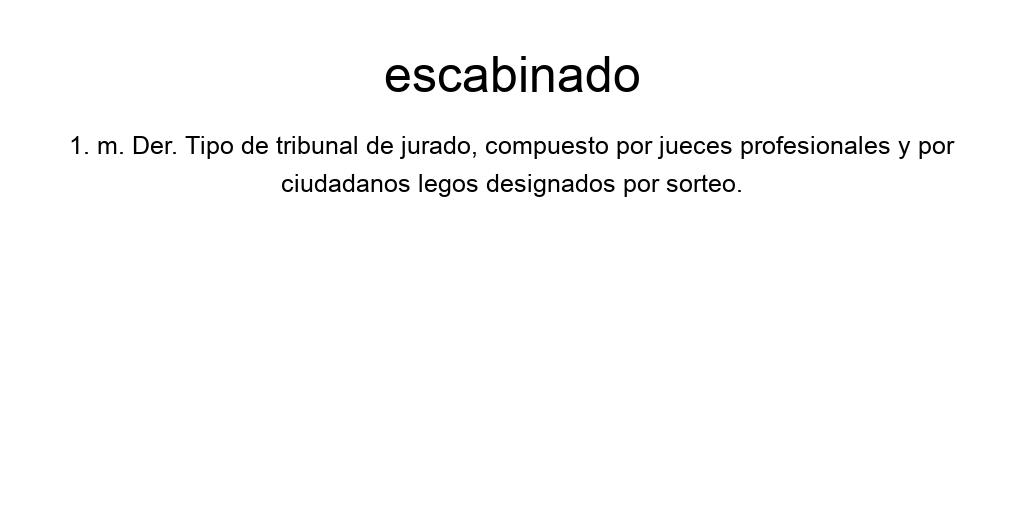 escabinado
1. m. Der. Tipo de tribunal de jurado, compuesto por jueces profesionales y por
ciudadanos legos designados por sorteo.